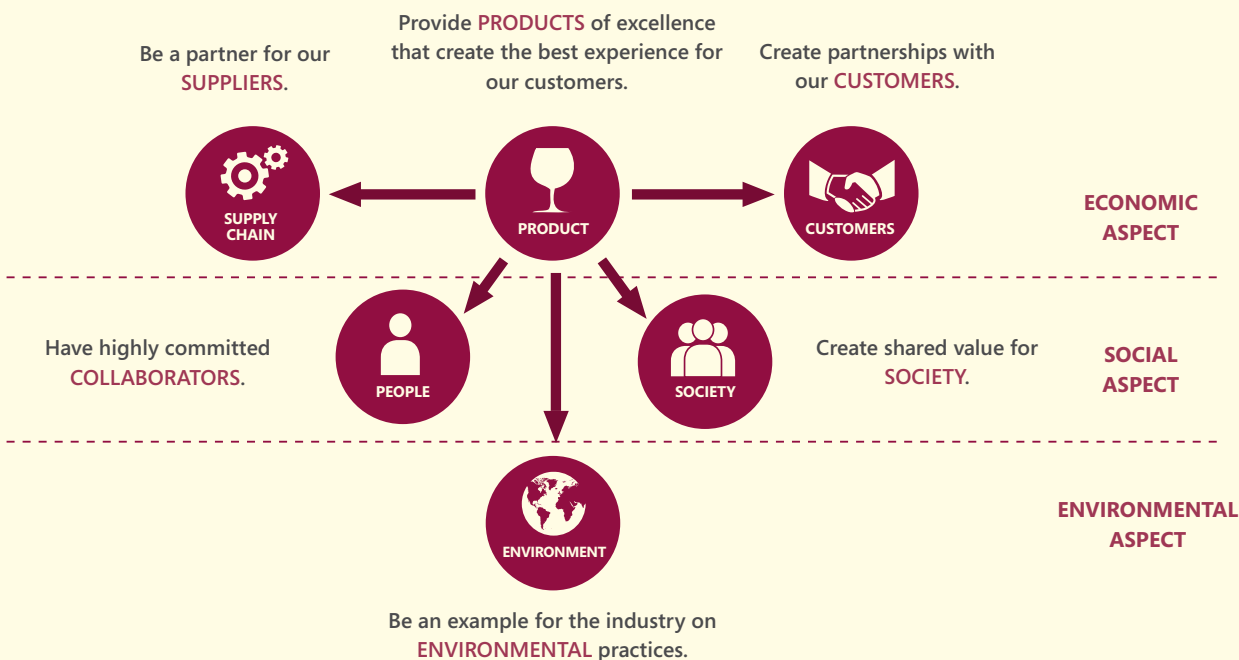 Be a partner for our
SUPPLIERS.
Provide PRODUCTS of excellence
that create the best experience for
our customers.
Create partnerships with
our CUSTOMERS.
SUPPLY
CHAIN
PRODUCT
CUSTOMERS
ECONOMIC
ASPECT
Have highly committed
COLLABORATORS.
PEOPLE
SOCIETY
Create shared value for
SOCIETY.
SOCIAL
ASPECT
ENVIRONMENT
ENVIRONMENTAL
ASPECT
Be an example for the industry on
ENVIRONMENTAL practices.